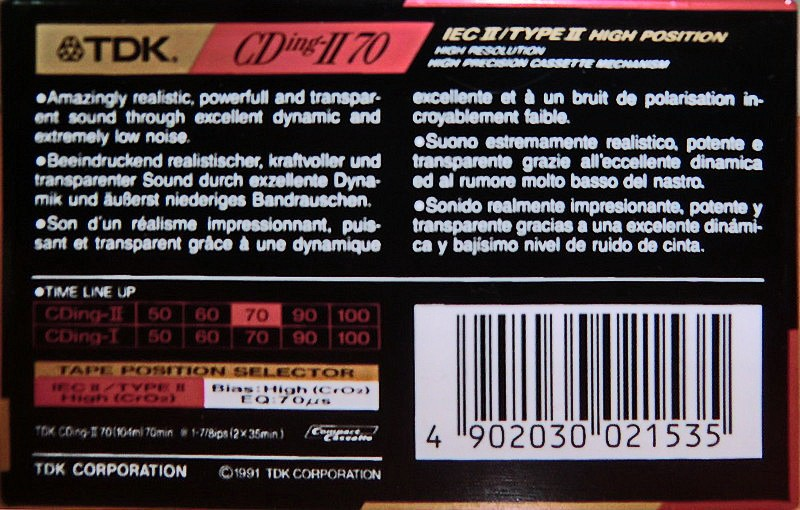 TDK.
CDing-II 70
IEC II/TYPE II HIGH POSITION
HIGH RESOLUTION
HIGH PRECISION CASSETTE MECHANISM
●Amazingly realistic, powerfull and transpar-
ent sound through excellent dynamic and
extremely low noise.
●Beeindruckend realistischer, kraftvoller und
transparenter Sound durch exzellente Dyna-
mik und äußerst niederiges Bandrauschen.
●Son d'un réalisme impressionnant, puis-
sant et transparent grâce à une dynamique
excellente et à un bruit de polarisation in-
croyablement faible.
●Suono estremamente realistico, potente e
transparente grazie all'eccellente dinamica
ed al rumore molto basso del nastro.
●Sonido realmente impresionante, potente y
transparente gracias a una excelente dinámi-
ca y bajísimo nivel de ruido de cinta.
●TIME LINE UP
CDing-II 50 60 70 90 100
CDing-I 50 60 70 90 100
TAPE POSITION SELECTOR
IEC II/TYPE II
High (CrO2)
Bias:High (CrO2)
EQ:70µs
TDK CDing-II 70(104m) 70min. ※ 1-7/8ips (2×35min.)
Compact
Cassette
TDK CORPORATION ©1991 TDK CORPORATION
4 902030 021535